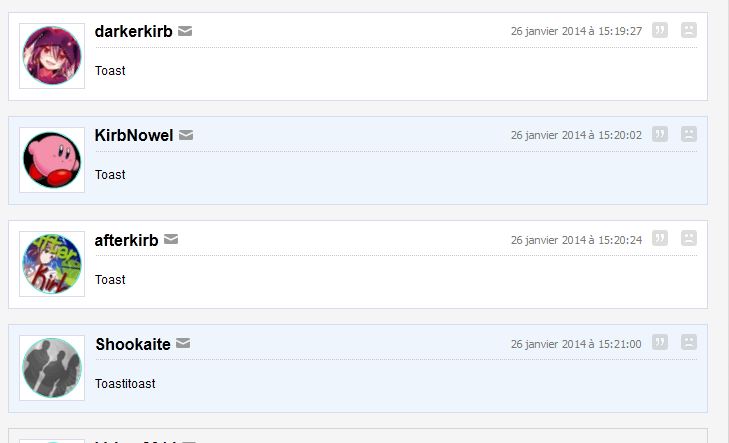 darkerkirb
26 janvier 2014 à 15:19:27
Toast
KirbNowel
26 janvier 2014 à 15:20:02
Toast
afterkirb
26 janvier 2014 à 15:20:24
Toast
Kirb
Shookaite
26 janvier 2014 à 15:21:00
Toastitoast